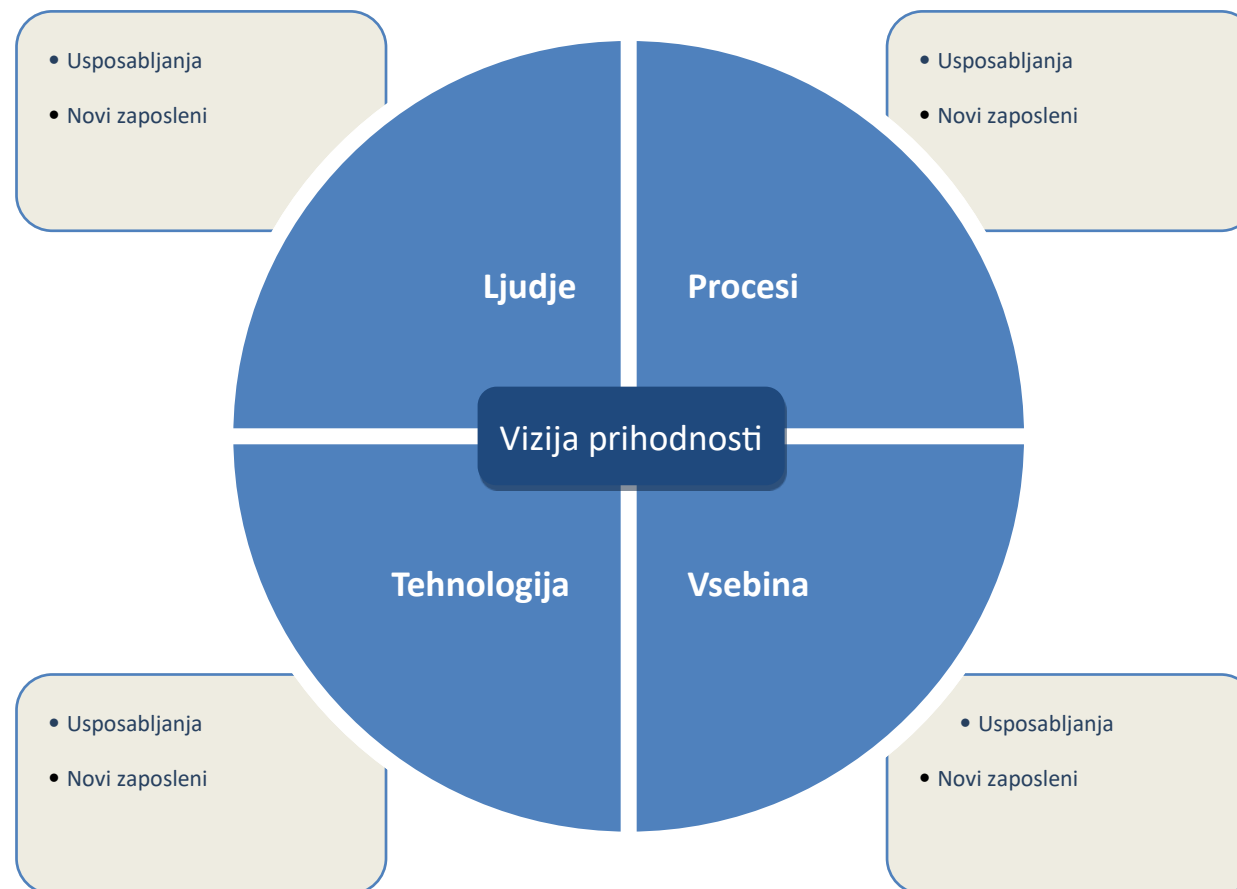 • Usposabljanja
• Novi zaposleni
• Usposabljanja
• Novi zaposleni
Ljudje
Procesi
Vizija prihodnosti
Tehnologija
Vsebina
• Usposabljanja
• Novi zaposleni
• Usposabljanja
• Novi zaposleni